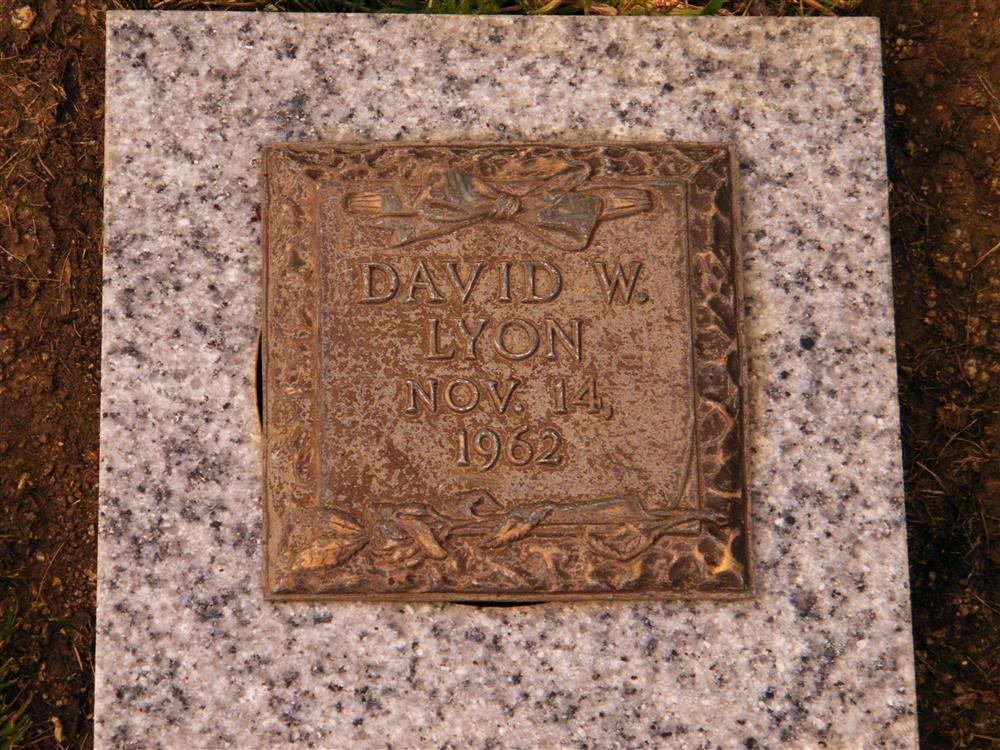 DAVID W.
LYON
NOV. 14,
1962